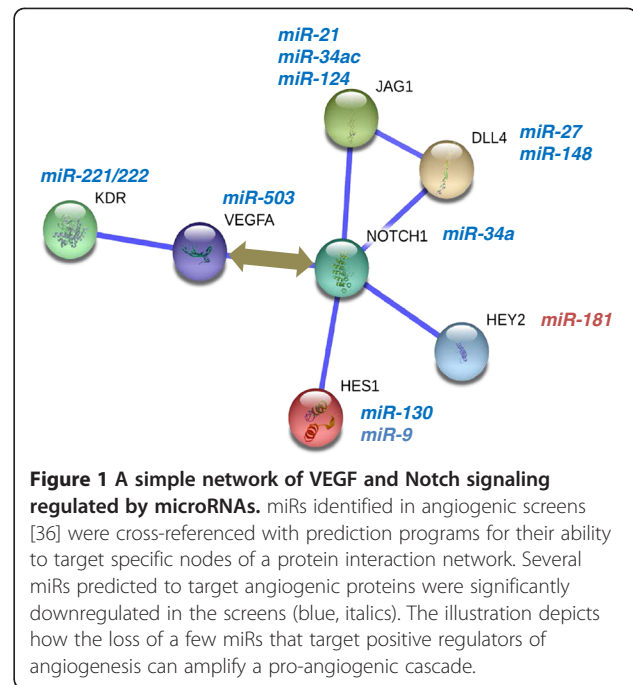 miR-21
miR-34ac
miR-124
JAG1
DLL4
miR-27
miR-148
miR-221/222
KDR
miR-503
VEGFA
NOTCH1
miR-34a
HEY2 miR-181
HES1
miR-130
miR-9
Figure 1 A simple network of VEGF and Notch signaling
regulated by microRNAs. miRs identified in angiogenic screens
[36] were cross-referenced with prediction programs for their ability
to target specific nodes of a protein interaction network. Several
miRs predicted to target angiogenic proteins were significantly
downregulated in the screens (blue, italics). The illustration depicts
how the loss of a few miRs that target positive regulators of
angiogenesis can amplify a pro-angiogenic cascade.